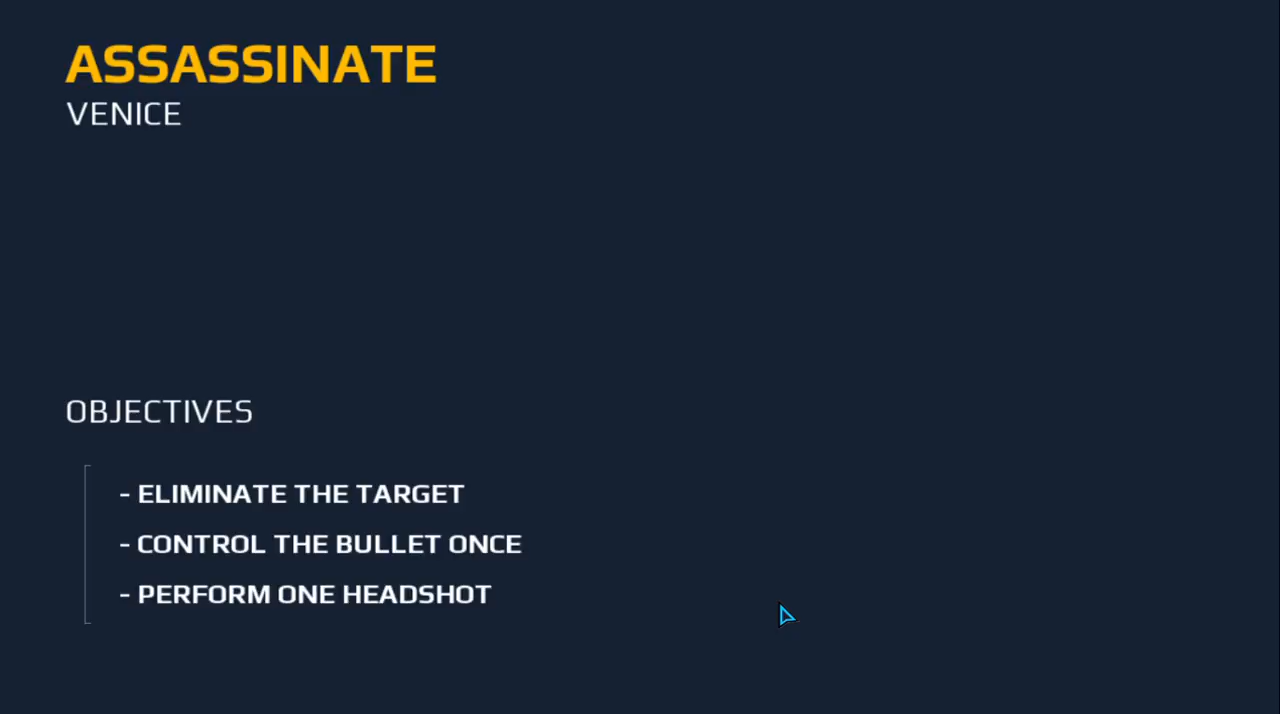 ASSASSINATE
VENICE
OBJECTIVES
- ELIMINATE THE TARGET
- CONTROL THE BULLET ONCE
- PERFORM ONE HEADSHOT